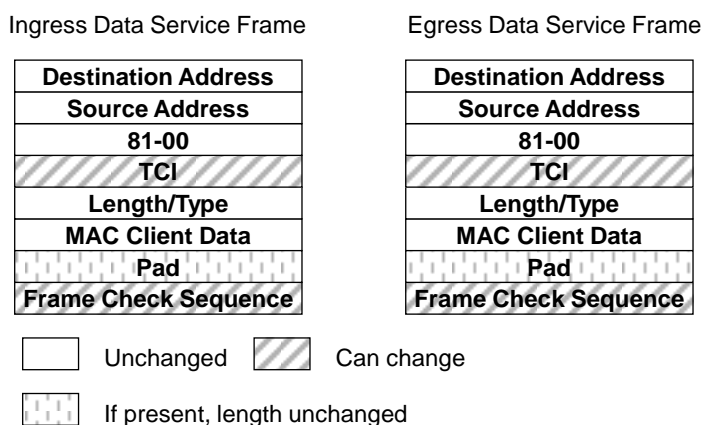 Ingress Data Service Frame
Egress Data Service Frame
Destination Address
Source Address
81-00
TCI
Length/Type
MAC Client Data
Pad
Frame Check Sequence
Destination Address
Source Address
81-00
TCI
Length/Type
MAC Client Data
Pad
Frame Check Sequence
Unchanged
Can change
If present, length unchanged